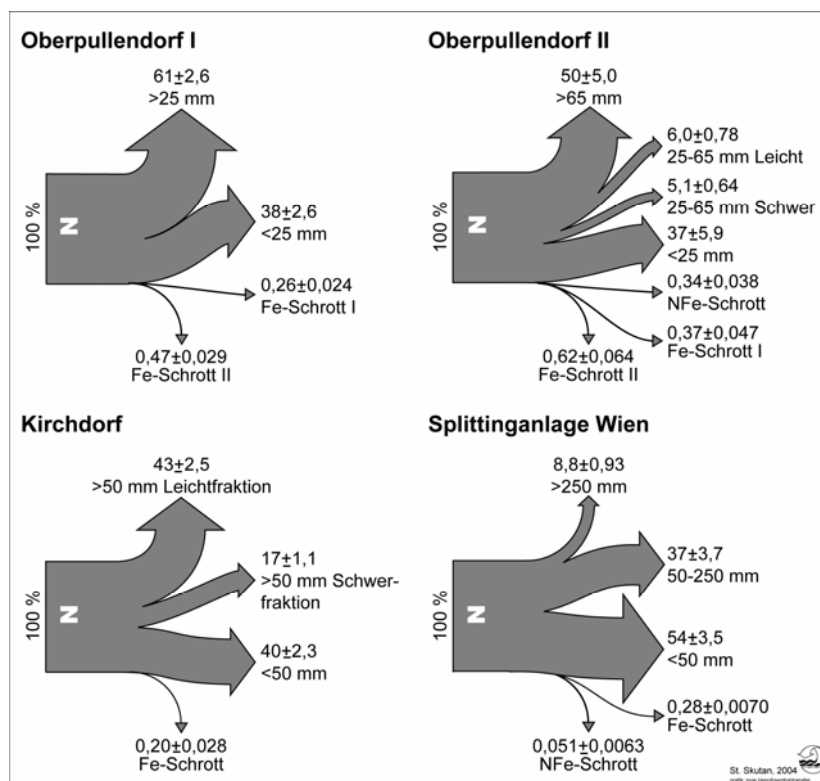 Oberpullendorf I
61±2,6
>25 mm
100 %
N
38±2,6
<25 mm
0,26±0,024
Fe-Schrott I
0,47±0,029
Fe-Schrott II
Oberpullendorf II
50±5,0
>65 mm
6,0±0,78
25-65 mm Leicht
5,1±0,64
25-65 mm Schwer
100 %
N
37±5,9
<25 mm
0,34±0,038
NFe-Schrott
0,37±0,047
Fe-Schrott I
0,62±0,064
Fe-Schrott II
Kirchdorf
43±2,5
>50 mm Leichtfraktion
17±1,1
>50 mm Schwer-
fraktion
100 %
N
40±2,3
<50 mm
0,20±0,028
Fe-Schrott
Splittinganlage Wien
8,8±0,93
>250 mm
37±3,7
50-250 mm
100 %
N
54±3,5
<50 mm
0,28±0,0070
Fe-Schrott
0,051±0,0063
NFe-Schrott
St. Skutan, 2004